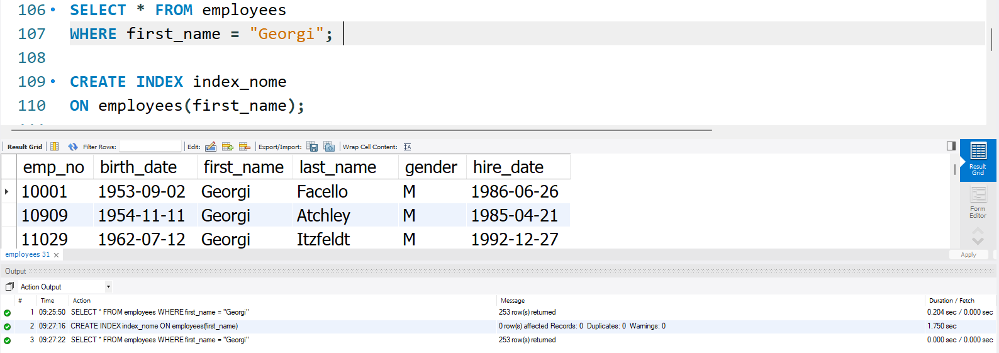 106 SELECT * FROM employees
107 WHERE first_name = "Georgi";
108
109 CREATE INDEX index_nome
110 ON employees(first_name);
Result Grid Filter Rows: Edit: Export/Import: Wrap Cell Content:
emp_no birth_date first_name last_name gender hire_date
10001 1953-09-02 Georgi Facello M 1986-06-26
10909 1954-11-11 Georgi Atchley M 1985-04-21
11029 1962-07-12 Georgi Itzfeldt M 1992-12-27
Result
Grid
Form
Editor
employees 31
Apply
Output
Action Output
# Time Action Message Duration / Fetch
1 09:25:50 SELECT * FROM employees WHERE first_name = "Georgi" 253 row(s) returned 0.204 sec / 0.000 sec
2 09:27:16 CREATE INDEX index_nome ON employees(first_name) 0 row(s) affected Records: 0 Duplicates: 0 Warnings: 0 1.750 sec
3 09:27:22 SELECT * FROM employees WHERE first_name = "Georgi" 253 row(s) returned 0.000 sec / 0.000 sec